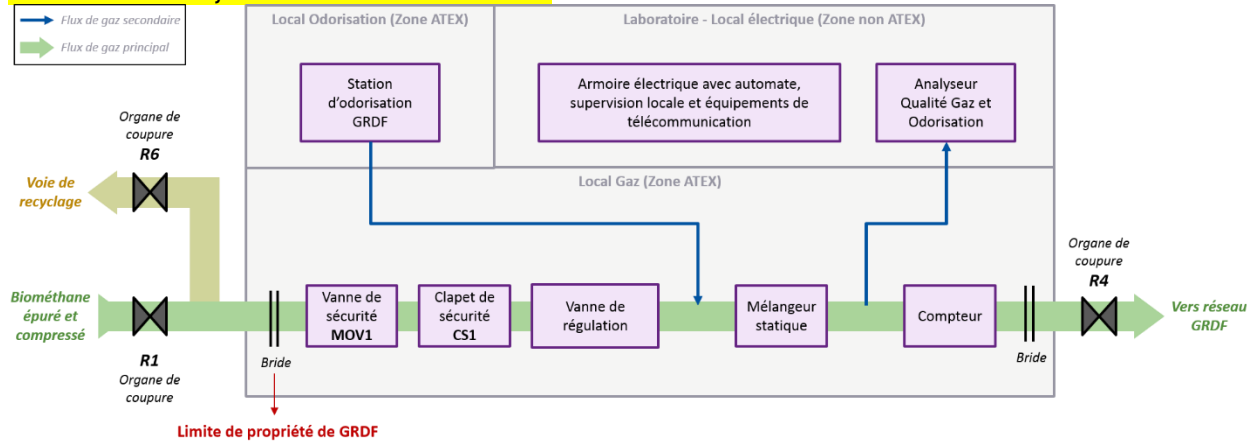 Flux de gaz secondaire
Flux de gaz principal
Local Odorisation (Zone ATEX)
Laboratoire - Local électrique (Zone non ATEX)
Station
d'odorisation
GRDF
Armoire électrique avec automate,
supervision locale et équipements de
télécommunication
Analyseur
Qualité Gaz et
Odorisation
Organe de
coupure
R6
Voie de
recyclage
Local Gaz (Zone ATEX)
Organe de
coupure
R4
Biométhane
épuré et
compressé
Vanne de
sécurité
MOV1
Clapet de
sécurité
CS1
Vanne de
régulation
Mélangeur
statique
Compteur
Vers réseau
GRDF
R1
Organe de
coupure
Bride
Bride
Limite de propriété de GRDF